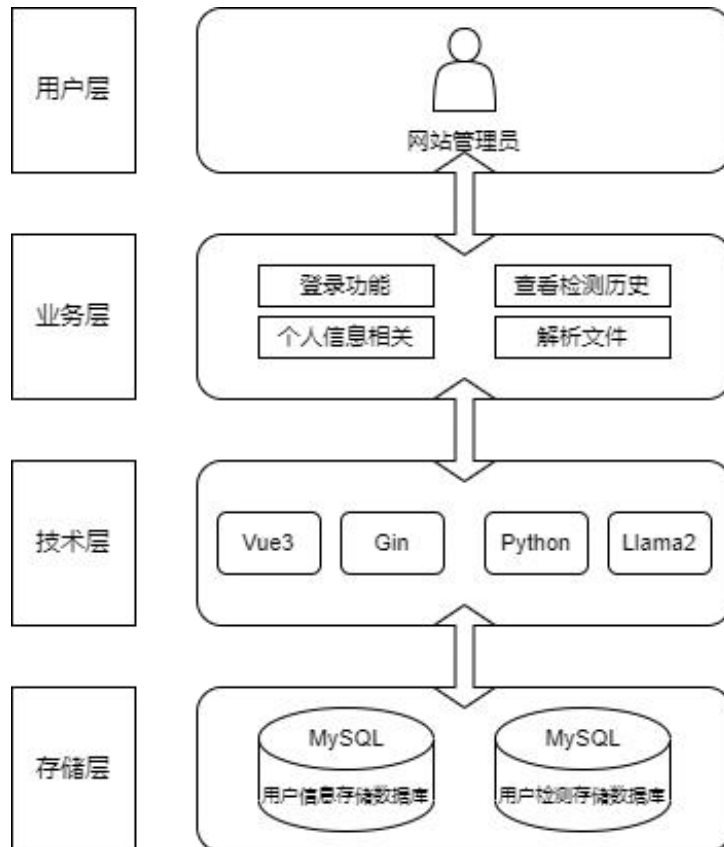 用户层
网站管理员
业务层
登录功能
查看检测历史
个人信息相关
解析文件
技术层
Vue3
Gin
Python
Llama2
存储层
MySQL
用户信息存储数据库
MySQL
用户检测存储数据库